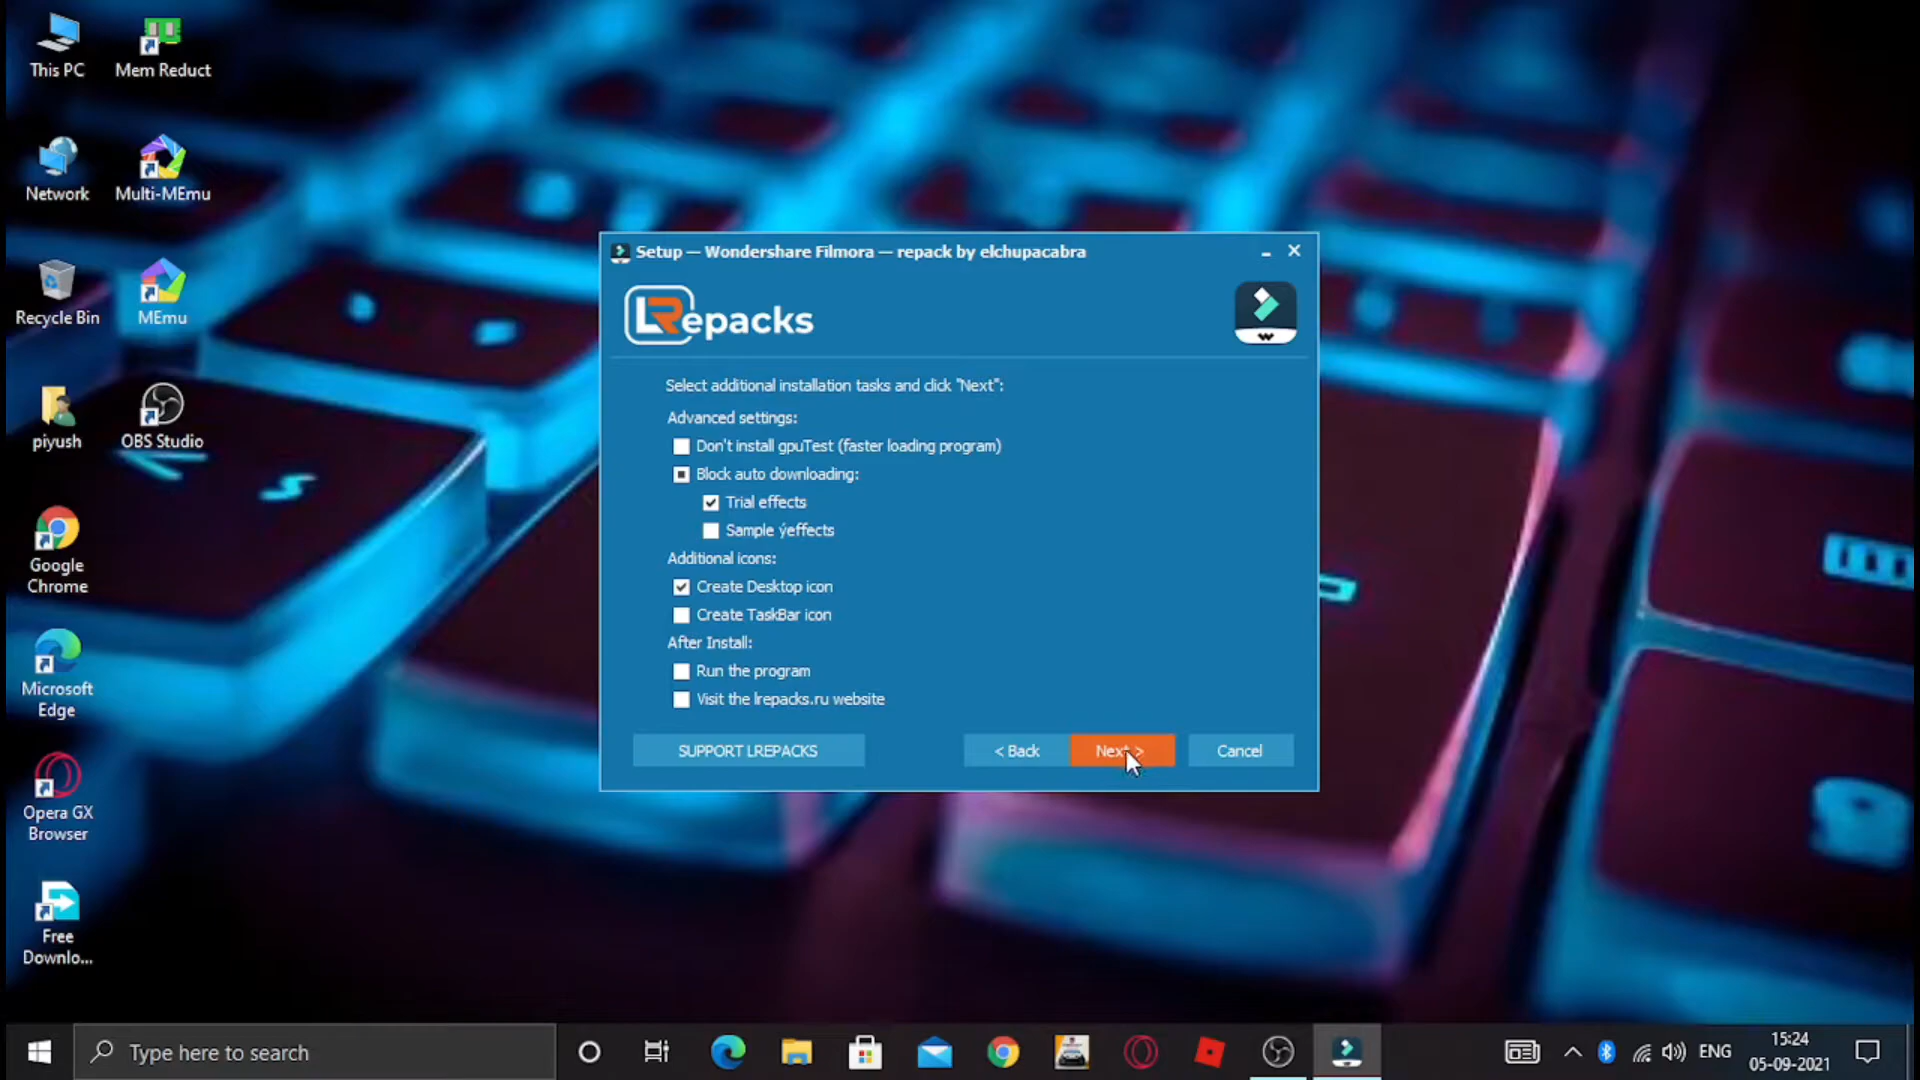 This PC
Mem Reduct
Network
Multi-MEmu
Recycle Bin
MEmu
piyush
OBS Studio
Google
Chrome
Microsoft
Edge
Opera GX
Browser
Free
Downlo...
Setup — Wondershare Filmora — repack by elchupacabra
LRepacks
Select additional installation tasks and click "Next":
Advanced settings:
Don't install gpuTest (faster loading program)
Block auto downloading:
Trial effects
Sample ýeffects
Additional icons:
Create Desktop icon
Create TaskBar icon
After Install:
Run the program
Visit the lrepacks.ru website
SUPPORT LREPACKS
< Back
Next >
Cancel
Type here to search
ENG
15:24
05-09-2021